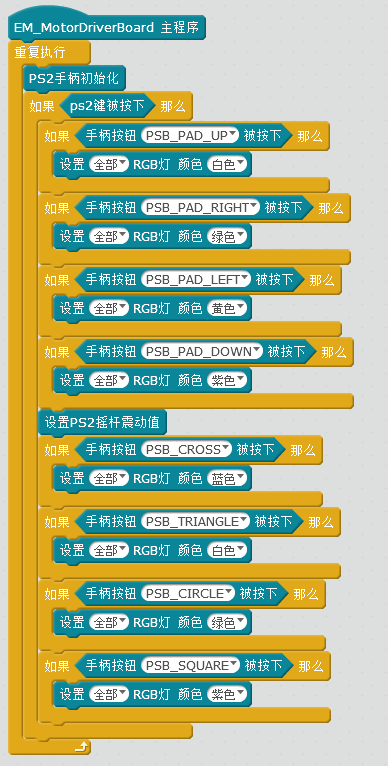 EM_MotorDriverBoard 主程序
重复执行
PS2手柄初始化
如果 ps2键被按下 那么
如果 手柄按钮 PSB_PAD_UP 被按下 那么
设置 全部 RGB灯 颜色 白色
如果 手柄按钮 PSB_PAD_RIGHT 被按下 那么
设置 全部 RGB灯 颜色 绿色
如果 手柄按钮 PSB_PAD_LEFT 被按下 那么
设置 全部 RGB灯 颜色 黄色
如果 手柄按钮 PSB_PAD_DOWN 被按下 那么
设置 全部 RGB灯 颜色 紫色
设置PS2摇杆震动值
如果 手柄按钮 PSB_CROSS 被按下 那么
设置 全部 RGB灯 颜色 蓝色
如果 手柄按钮 PSB_TRIANGLE 被按下 那么
设置 全部 RGB灯 颜色 白色
如果 手柄按钮 PSB_CIRCLE 被按下 那么
设置 全部 RGB灯 颜色 绿色
如果 手柄按钮 PSB_SQUARE 被按下 那么
设置 全部 RGB灯 颜色 紫色